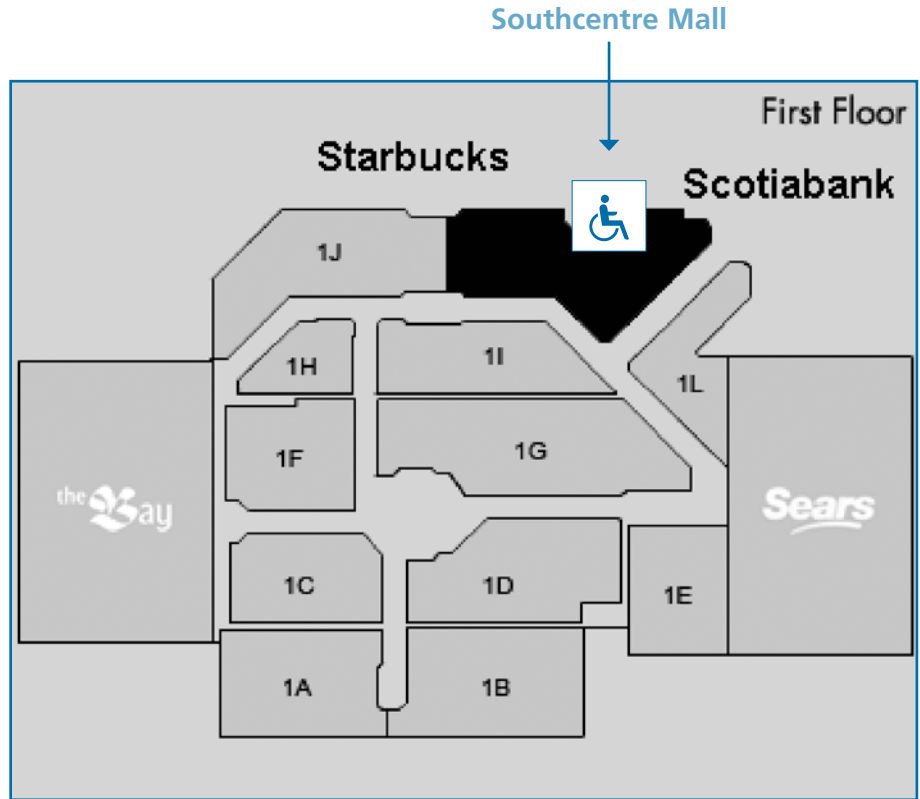 Southcentre Mall
First Floor
Starbucks
Scotiabank
1J
1H
1I
1L
1F
1G
the Bay
Sears
1C
1D
1E
1A
1B